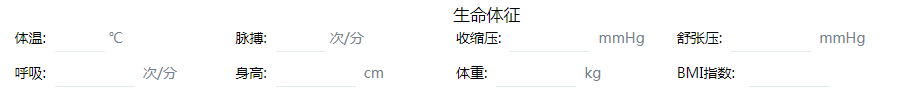 生命体征
体温: ℃ 脉搏: 次/分 收缩压: mmHg 舒张压: mmHg
呼吸: 次/分 身高: cm 体重: kg BMI指数: